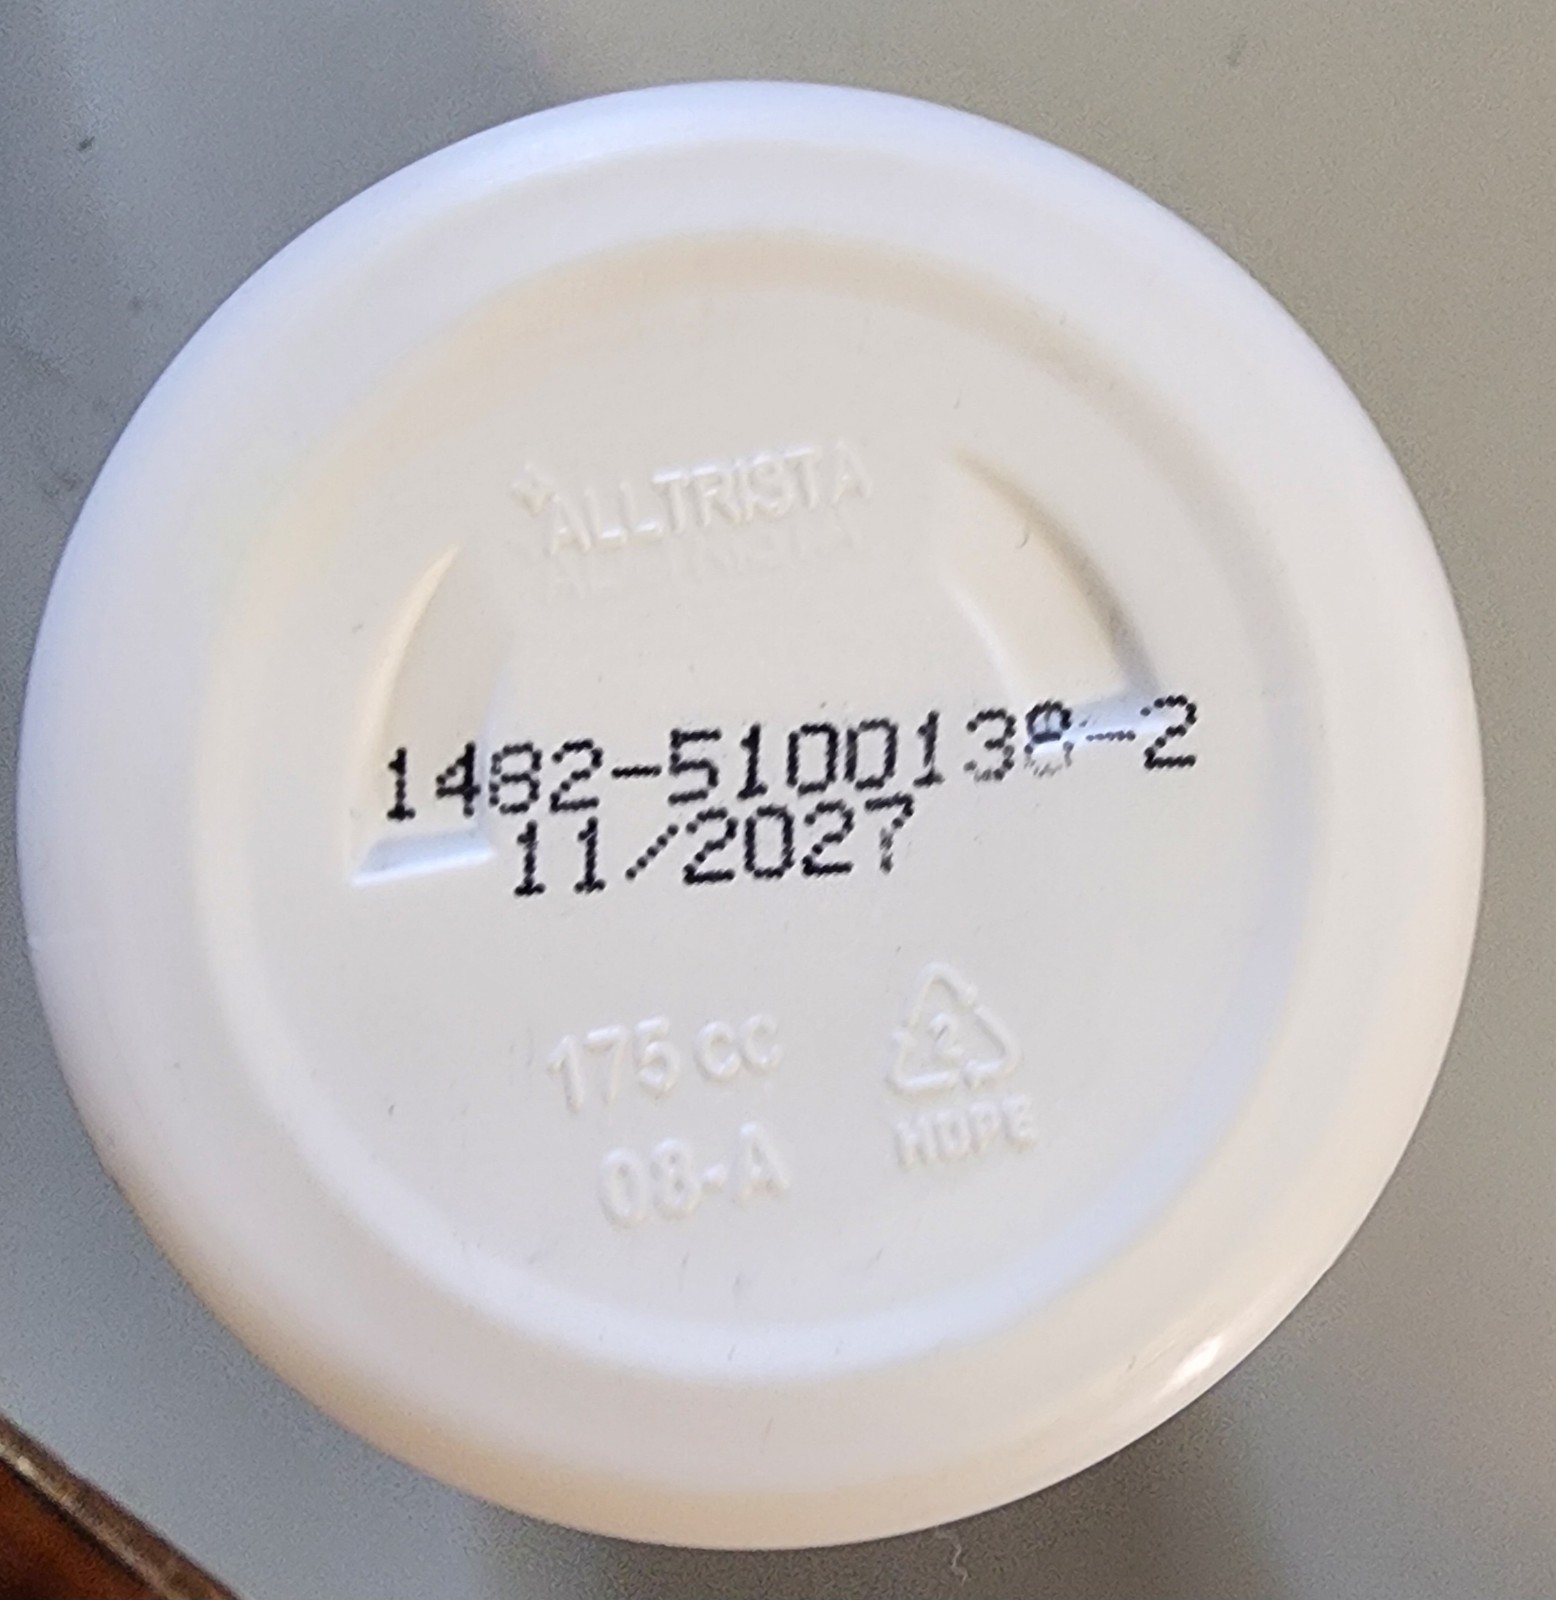 ALLTRISTA
1482-5100138-2
11/2027
175 CC
2
08-A
HDPE